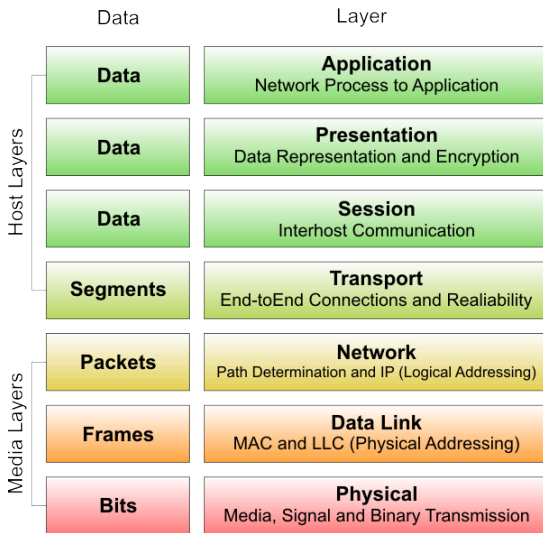 Data Layer
Host Layers
Data Application
Network Process to Application
Data Presentation
Data Representation and Encryption
Data Session
Interhost Communication
Segments Transport
End-toEnd Connections and Realiability
Media Layers
Packets Network
Path Determination and IP (Logical Addressing)
Frames Data Link
MAC and LLC (Physical Addressing)
Bits Physical
Media, Signal and Binary Transmission